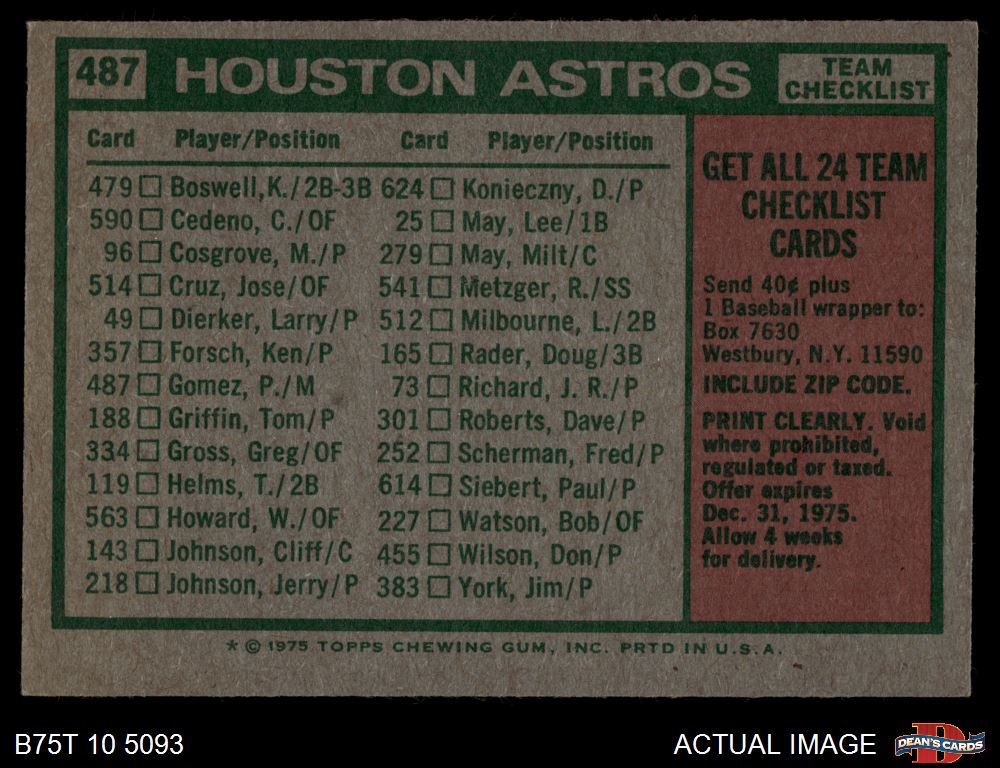 487 HOUSTON ASTROS TEAM CHECKLIST
Card Player/Position Card Player/Position
479 □ Boswell,K./2B-3B 624 □ Konieczny, D./P
590 □ Cedeno, C./OF 25 □ May, Lee/1B
96 □ Cosgrove, M./P 279 □ May, Milt/C
514 □ Cruz, Jose/OF 541 □ Metzger, R./SS
49 □ Dierker, Larry/P 512 □ Milbourne, L./2B
357 □ Forsch, Ken/P 165 □ Rader, Doug/3B
487 □ Gomez, P./M 73 □ Richard, J. R./P
188 □ Griffin, Tom/P 301 □ Roberts, Dave/P
334 □ Gross, Greg/OF 252 □ Scherman, Fred/P
119 □ Helms, T./2B 614 □ Siebert, Paul/P
563 □ Howard, W./OF 227 □ Watson, Bob/OF
143 □ Johnson, Cliff/C 455 □ Wilson, Don/P
218 □ Johnson, Jerry/P 383 □ York, Jim/P
GET ALL 24 TEAM
CHECKLIST
CARDS
Send 40¢ plus
1 Baseball wrapper to:
Box 7630
Westbury, N.Y. 11590
INCLUDE ZIP CODE.
PRINT CLEARLY. Void
where prohibited,
regulated or taxed.
Offer expires
Dec. 31, 1975.
Allow 4 weeks
for delivery.
* © 1975 TOPPS CHEWING GUM, INC. PRTD IN U.S.A.
B75T 10 5093 ACTUAL IMAGE DEAN'S CARDS